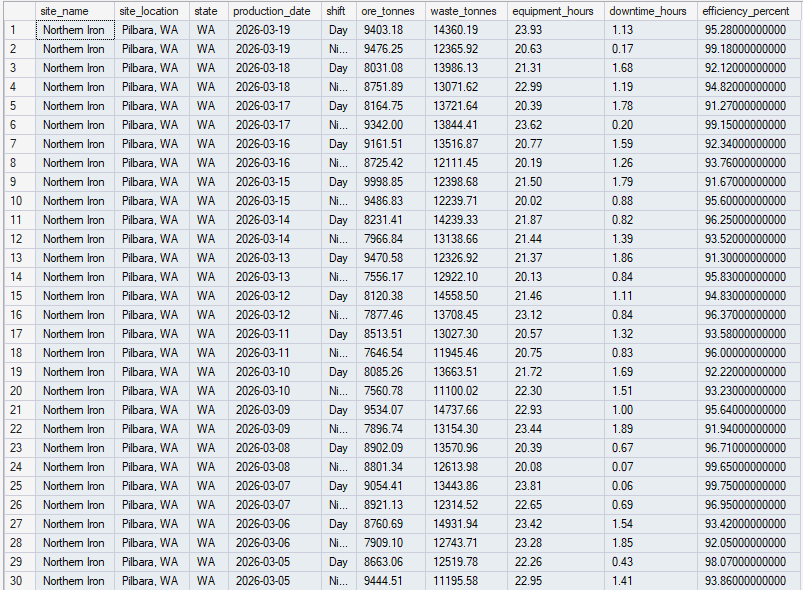 site_name site_location state production_date shift ore_tonnes waste_tonnes equipment_hours downtime_hours efficiency_percent
1 Northern Iron Pilbara, WA WA 2026-03-19 Day 9403.18 14360.19 23.93 1.13 95.28000000000
2 Northern Iron Pilbara, WA WA 2026-03-19 Ni... 9476.25 12365.92 20.63 0.17 99.18000000000
3 Northern Iron Pilbara, WA WA 2026-03-18 Day 8031.08 13986.13 21.31 1.68 92.12000000000
4 Northern Iron Pilbara, WA WA 2026-03-18 Ni... 8751.89 13071.62 22.99 1.19 94.82000000000
5 Northern Iron Pilbara, WA WA 2026-03-17 Day 8164.75 13721.64 20.39 1.78 91.27000000000
6 Northern Iron Pilbara, WA WA 2026-03-17 Ni... 9342.00 13844.41 23.62 0.20 99.15000000000
7 Northern Iron Pilbara, WA WA 2026-03-16 Day 9161.51 13516.87 20.77 1.59 92.34000000000
8 Northern Iron Pilbara, WA WA 2026-03-16 Ni... 8725.42 12111.45 20.19 1.26 93.76000000000
9 Northern Iron Pilbara, WA WA 2026-03-15 Day 9998.85 12398.68 21.50 1.79 91.67000000000
10 Northern Iron Pilbara, WA WA 2026-03-15 Ni... 9486.83 12239.71 20.02 0.88 95.60000000000
11 Northern Iron Pilbara, WA WA 2026-03-14 Day 8231.41 14239.33 21.87 0.82 96.25000000000
12 Northern Iron Pilbara, WA WA 2026-03-14 Ni... 7966.84 13138.66 21.44 1.39 93.52000000000
13 Northern Iron Pilbara, WA WA 2026-03-13 Day 9470.58 12326.92 21.37 1.86 91.30000000000
14 Northern Iron Pilbara, WA WA 2026-03-13 Ni... 7556.17 12922.10 20.13 0.84 95.83000000000
15 Northern Iron Pilbara, WA WA 2026-03-12 Day 8120.38 14558.50 21.46 1.11 94.83000000000
16 Northern Iron Pilbara, WA WA 2026-03-12 Ni... 7877.46 13708.45 23.12 0.84 96.37000000000
17 Northern Iron Pilbara, WA WA 2026-03-11 Day 8513.51 13027.30 20.57 1.32 93.58000000000
18 Northern Iron Pilbara, WA WA 2026-03-11 Ni... 7646.54 11945.46 20.75 0.83 96.00000000000
19 Northern Iron Pilbara, WA WA 2026-03-10 Day 8085.26 13663.51 21.72 1.69 92.22000000000
20 Northern Iron Pilbara, WA WA 2026-03-10 Ni... 7560.78 11100.02 22.30 1.51 93.23000000000
21 Northern Iron Pilbara, WA WA 2026-03-09 Day 9534.07 14737.66 22.93 1.00 95.64000000000
22 Northern Iron Pilbara, WA WA 2026-03-09 Ni... 7896.74 13154.30 23.44 1.89 91.94000000000
23 Northern Iron Pilbara, WA WA 2026-03-08 Day 8902.09 13570.96 20.39 0.67 96.71000000000
24 Northern Iron Pilbara, WA WA 2026-03-08 Ni... 8801.34 12613.98 20.08 0.07 99.65000000000
25 Northern Iron Pilbara, WA WA 2026-03-07 Day 9054.41 13443.86 23.81 0.06 99.75000000000
26 Northern Iron Pilbara, WA WA 2026-03-07 Ni... 8921.13 12314.52 22.65 0.69 96.95000000000
27 Northern Iron Pilbara, WA WA 2026-03-06 Day 8760.69 14931.94 23.42 1.54 93.42000000000
28 Northern Iron Pilbara, WA WA 2026-03-06 Ni... 7909.10 12743.71 23.28 1.85 92.05000000000
29 Northern Iron Pilbara, WA WA 2026-03-05 Day 8663.06 12519.78 22.26 0.43 98.07000000000
30 Northern Iron Pilbara, WA WA 2026-03-05 Ni... 9444.51 11195.58 22.95 1.41 93.86000000000